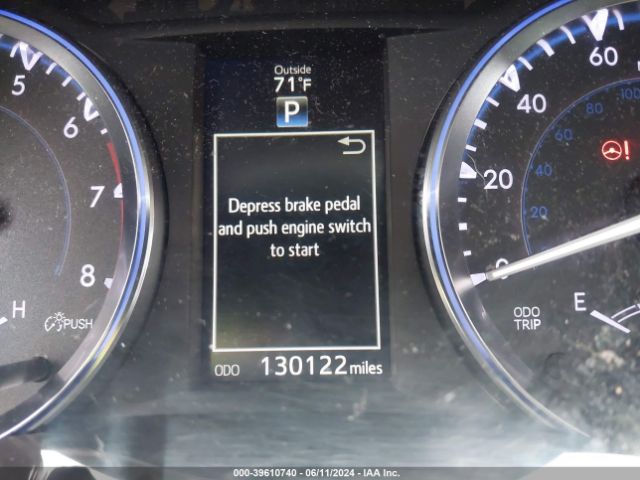 5
6
7
8
H
PUSH
Outside
71°F
P
Depress brake pedal
and push engine switch
to start
ODO 130122 miles
60
100
40
80
60
!
20
20
0
ODO
TRIP
E
000-39610740 - 06/11/2024 - IAA Inc.